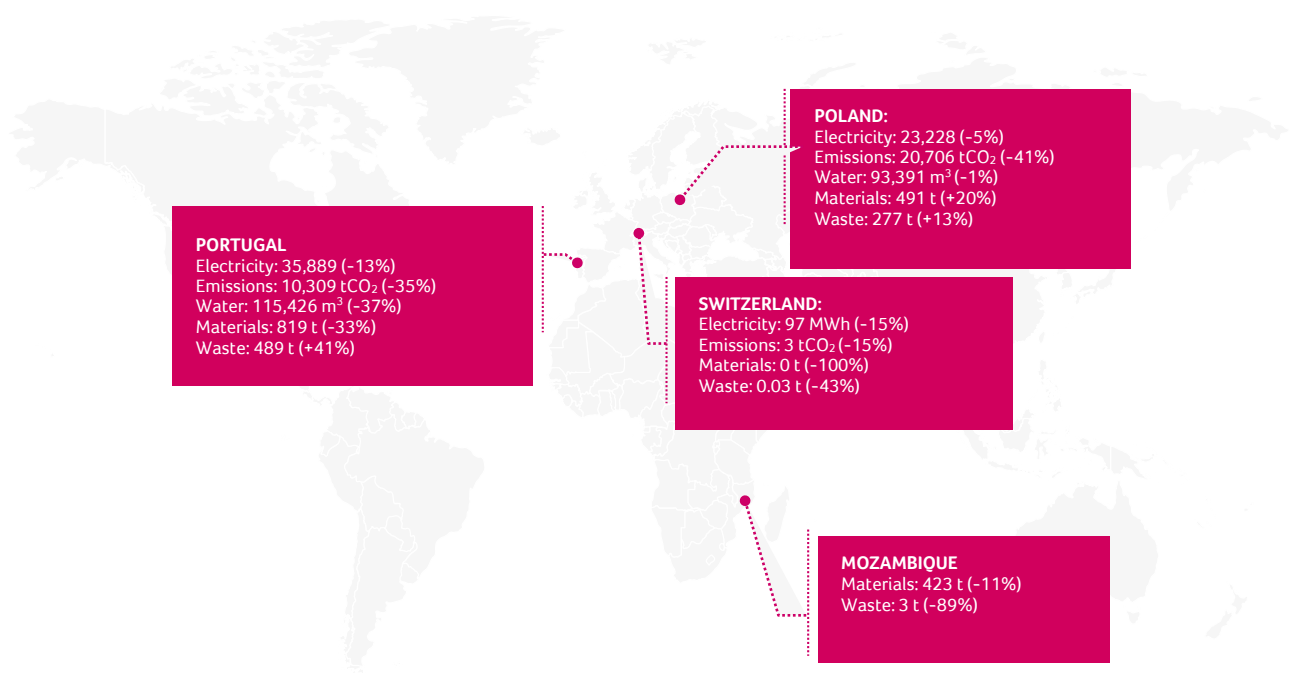 POLAND:
Electricity: 23,228 (-5%)
Emissions: 20,706 tCO₂ (-41%)
Water: 93,391 m³ (-1%)
Materials: 491 t (+20%)
Waste: 277 t (+13%)
PORTUGAL
Electricity: 35,889 (-13%)
Emissions: 10,309 tCO₂ (-35%)
Water: 115,426 m³ (-37%)
Materials: 819 t (-33%)
Waste: 489 t (+41%)
SWITZERLAND:
Electricity: 97 MWh (-15%)
Emissions: 3 tCO₂ (-15%)
Materials: 0 t (-100%)
Waste: 0.03 t (-43%)
MOZAMBIQUE
Materials: 423 t (-11%)
Waste: 3 t (-89%)